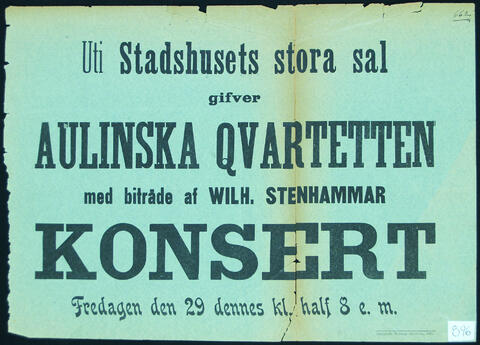 Uti Stadshusets stora sal
gifver
AULINSKA QVARTETTEN
med biträde af WILH. STENHAMMAR
KONSERT
Fredagen den 29 dennes kl. half 8 e. m.
896